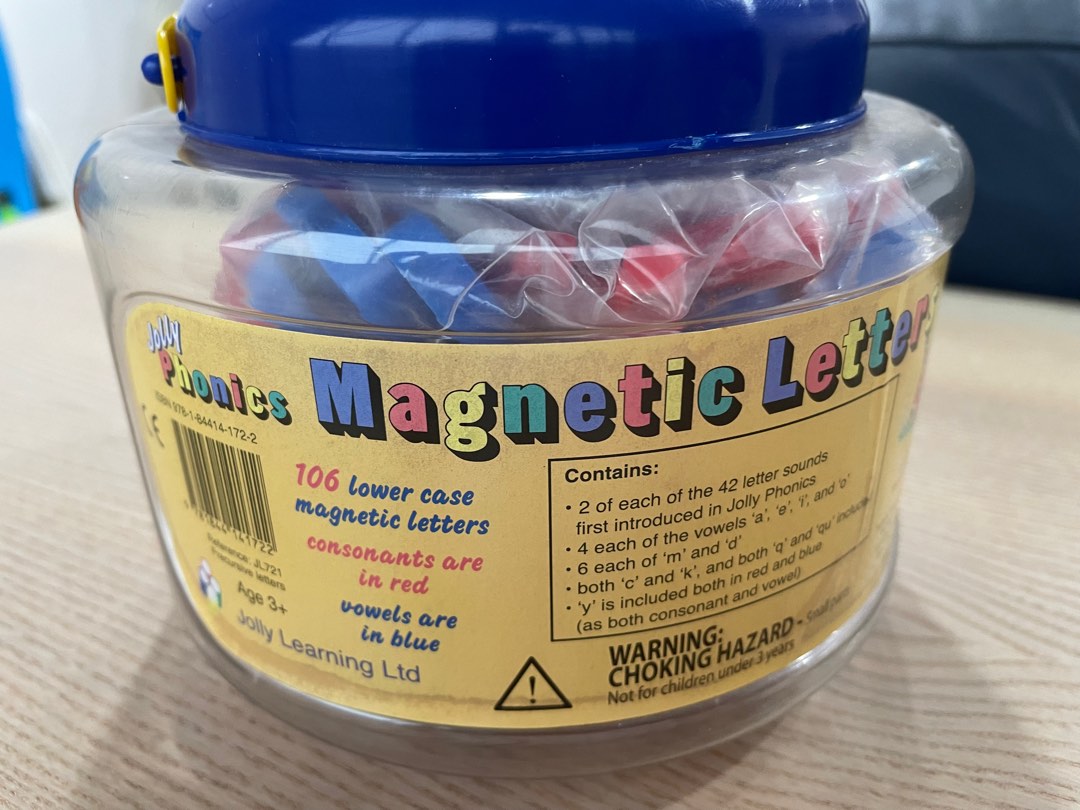 Jolly
Phonics
Magnetic Letter
ISBN 978-1-84414-172-2
CE
Reference: JL721
Precursive letters
Age 3+
Jolly Learning Ltd
106 lower case
magnetic letters
consonants are
in red
vowels are
in blue
Contains:
• 2 of each of the 42 letter sounds
first introduced in Jolly Phonics
• 4 each of the vowels ‘a’, ‘e’, ‘i’, and ‘o’
• 6 each of ‘m’ and ‘d’
• both ‘c’ and ‘k’, and both ‘q’ and ‘qu’
• ‘y’ is included both in red and blue
(as both consonant and vowel)
WARNING:
CHOKING HAZARD - Small parts
Not for children under 3 years